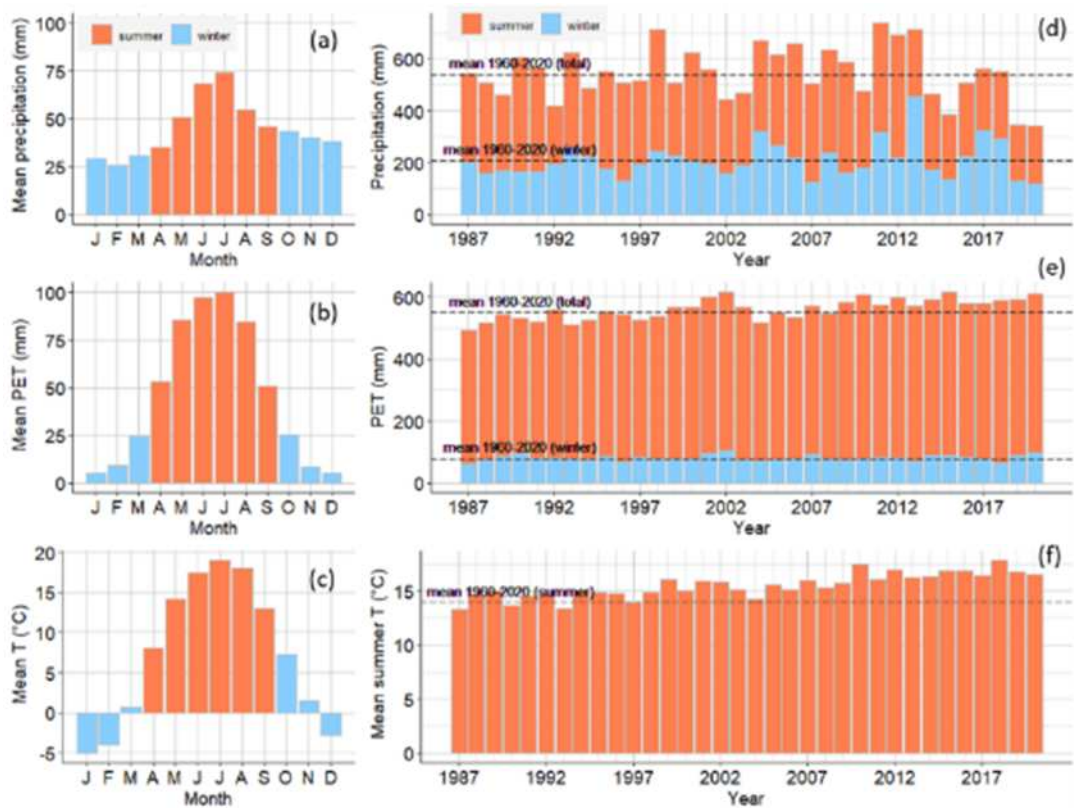 summer winter
(a)
Mean precipitation (mm)
100
75
50
25
0
J F M A M J J A S O N D
Month
summer winter
(d)
Precipitation (mm)
600
400
200
0
mean 1960-2020 (total)
mean 1960-2020 (winter)
1987 1992 1997 2002 2007 2012 2017
Year
(b)
Mean PET (mm)
100
75
50
25
0
J F M A M J J A S O N D
Month
(e)
PET (mm)
600
400
200
0
mean 1960-2020 (total)
mean 1960-2020 (winter)
1987 1992 1997 2002 2007 2012 2017
Year
(c)
Mean T (°C)
20
15
10
5
0
-5
J F M A M J J A S O N D
Month
(f)
Mean summer T (°C)
15
10
5
0
mean 1960-2020 (summer)
1987 1992 1997 2002 2007 2012 2017
Year